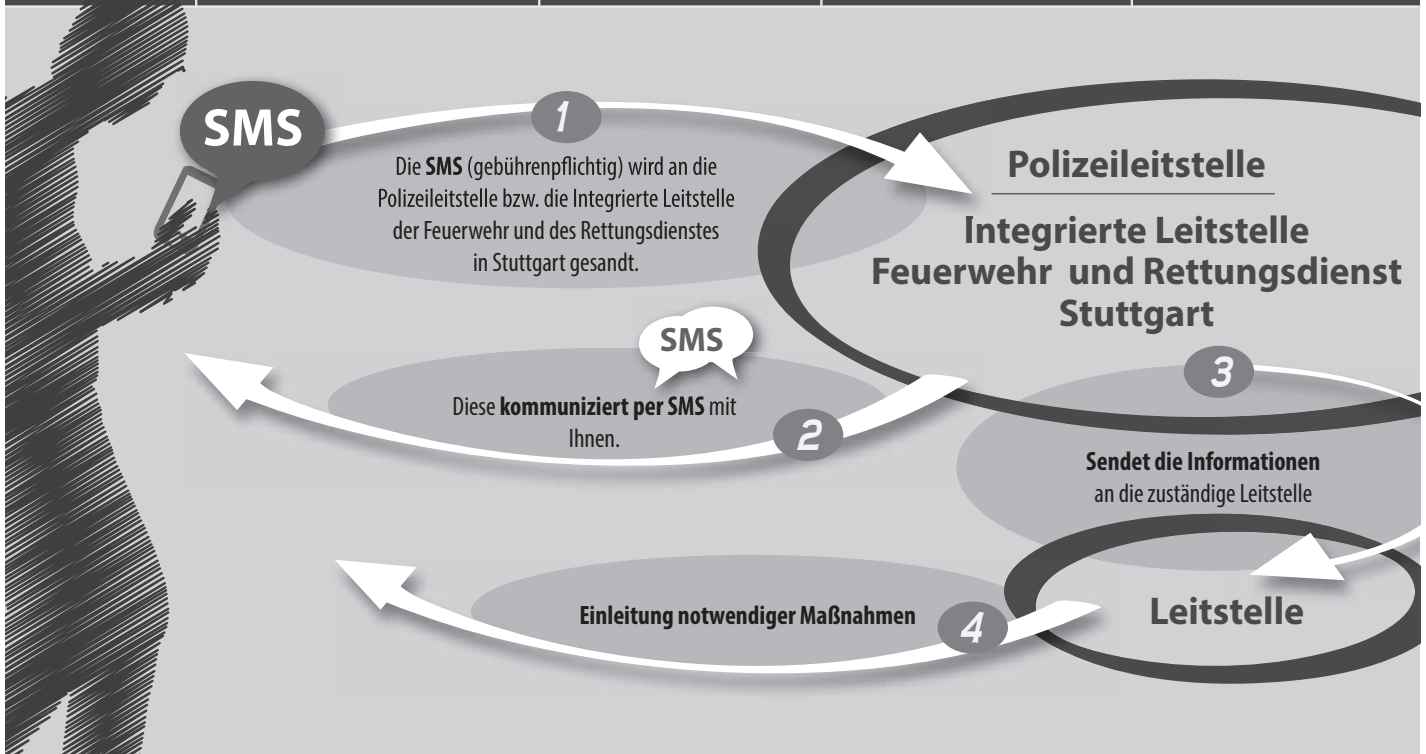 SMS
1
Die SMS (gebührenpflichtig) wird an die
Polizeileitstelle bzw. die Integrierte Leitstelle
der Feuerwehr und des Rettungsdienstes
in Stuttgart gesandt.
Polizeileitstelle
Integrierte Leitstelle
Feuerwehr und Rettungsdienst
Stuttgart
SMS
Diese kommuniziert per SMS mit
Ihnen.
2
3
Sendet die Informationen
an die zuständige Leitstelle
Einleitung notwendiger Maßnahmen
4
Leitstelle